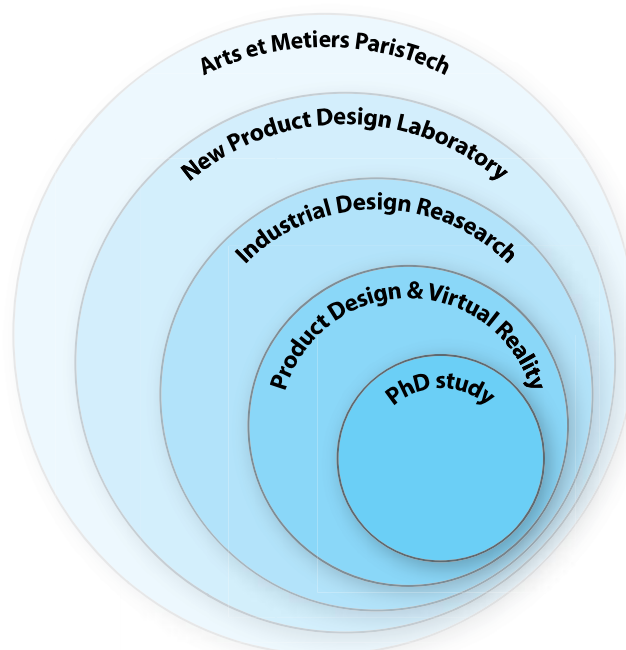 Arts et Metiers ParisTech
New Product Design Laboratory
Industrial Design Reasearch
Product Design & Virtual Reality
PhD study